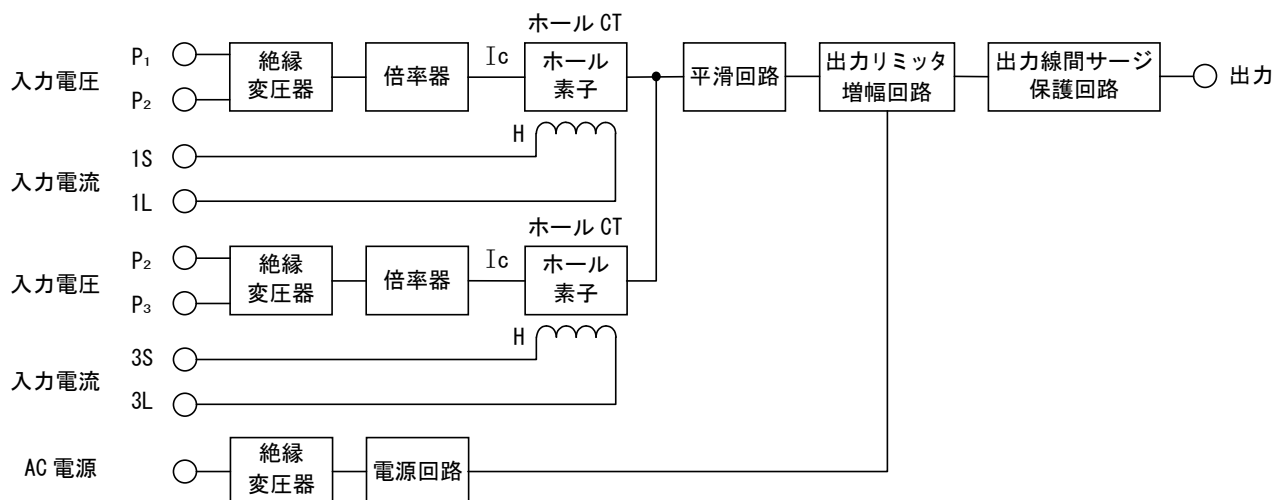 ホール CT
P₁
絶縁
変圧器
倍率器
Ic
ホール
素子
平滑回路
出力リミッタ
増幅回路
出力線間サージ
保護回路
出力
入力電圧
P₂
H
1S
入力電流
1L
ホール CT
P₂
絶縁
変圧器
倍率器
Ic
ホール
素子
入力電圧
P₃
H
3S
入力電流
3L
AC 電源
絶縁
変圧器
電源回路